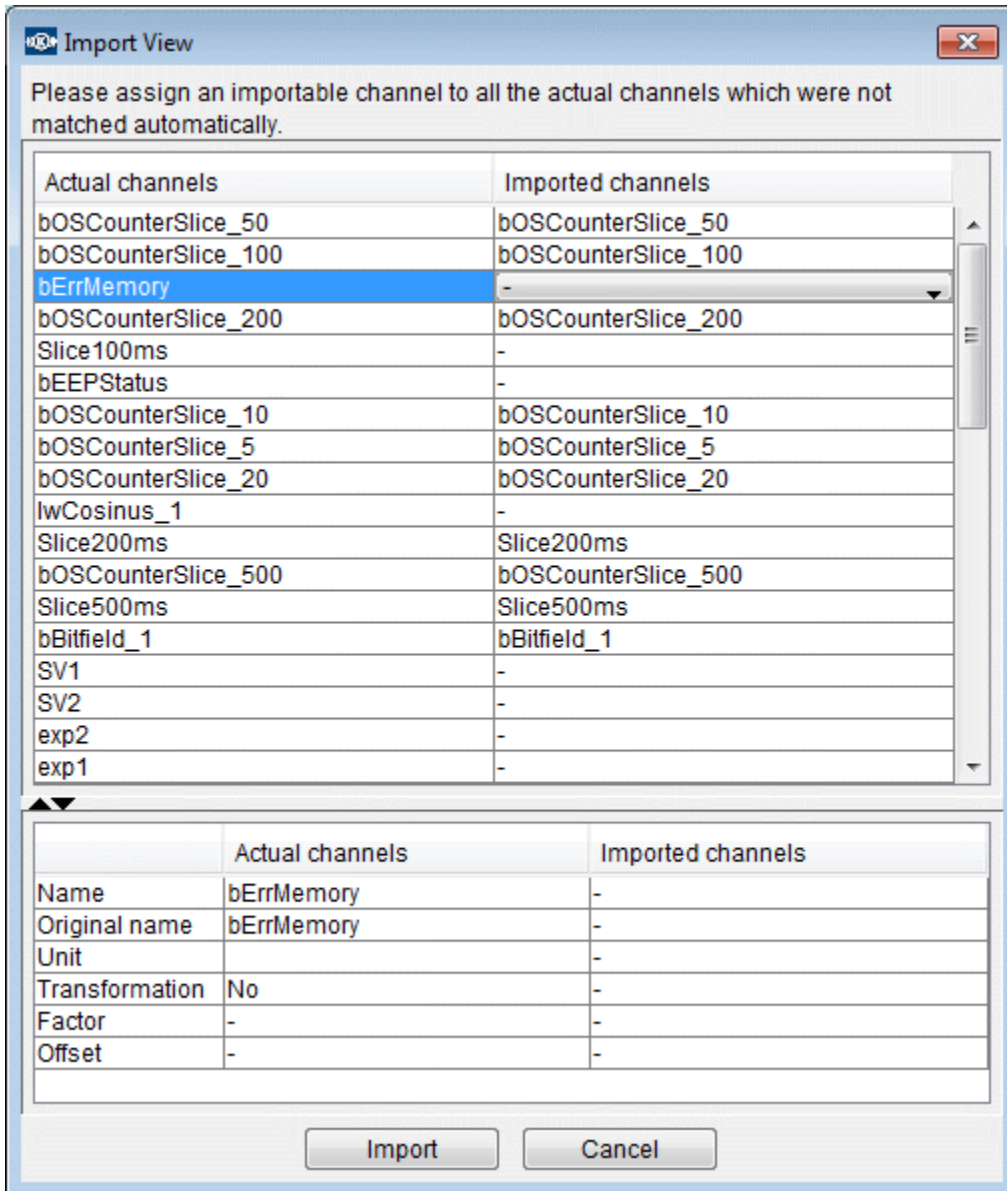 Import View
Please assign an importable channel to all the actual channels which were not
matched automatically.
Actual channels Imported channels
bOSCounterSlice_50 bOSCounterSlice_50
bOSCounterSlice_100 bOSCounterSlice_100
bErrMemory -
bOSCounterSlice_200 bOSCounterSlice_200
Slice100ms -
bEEPStatus -
bOSCounterSlice_10 bOSCounterSlice_10
bOSCounterSlice_5 bOSCounterSlice_5
bOSCounterSlice_20 bOSCounterSlice_20
lwCosinus_1 -
Slice200ms Slice200ms
bOSCounterSlice_500 bOSCounterSlice_500
Slice500ms Slice500ms
bBitfield_1 bBitfield_1
SV1 -
SV2 -
exp2 -
exp1 -
Actual channels Imported channels
Name bErrMemory -
Original name bErrMemory -
Unit -
Transformation No -
Factor - -
Offset - -
Import Cancel